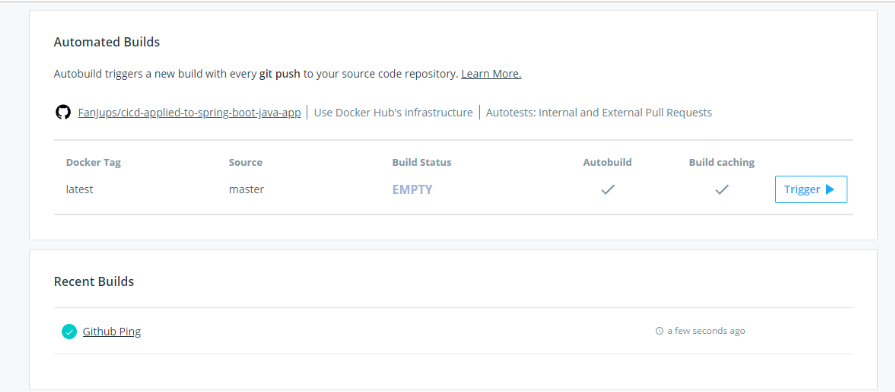 Automated Builds
Autobuild triggers a new build with every git push to your source code repository. Learn More.
Fanjups/cicd-applied-to-spring-boot-java-app | Use Docker Hub's infrastructure | Autotests: Internal and External Pull Requests
Docker Tag Source Build Status Autobuild Build caching
latest master EMPTY Trigger
Recent Builds
Github Ping a few seconds ago